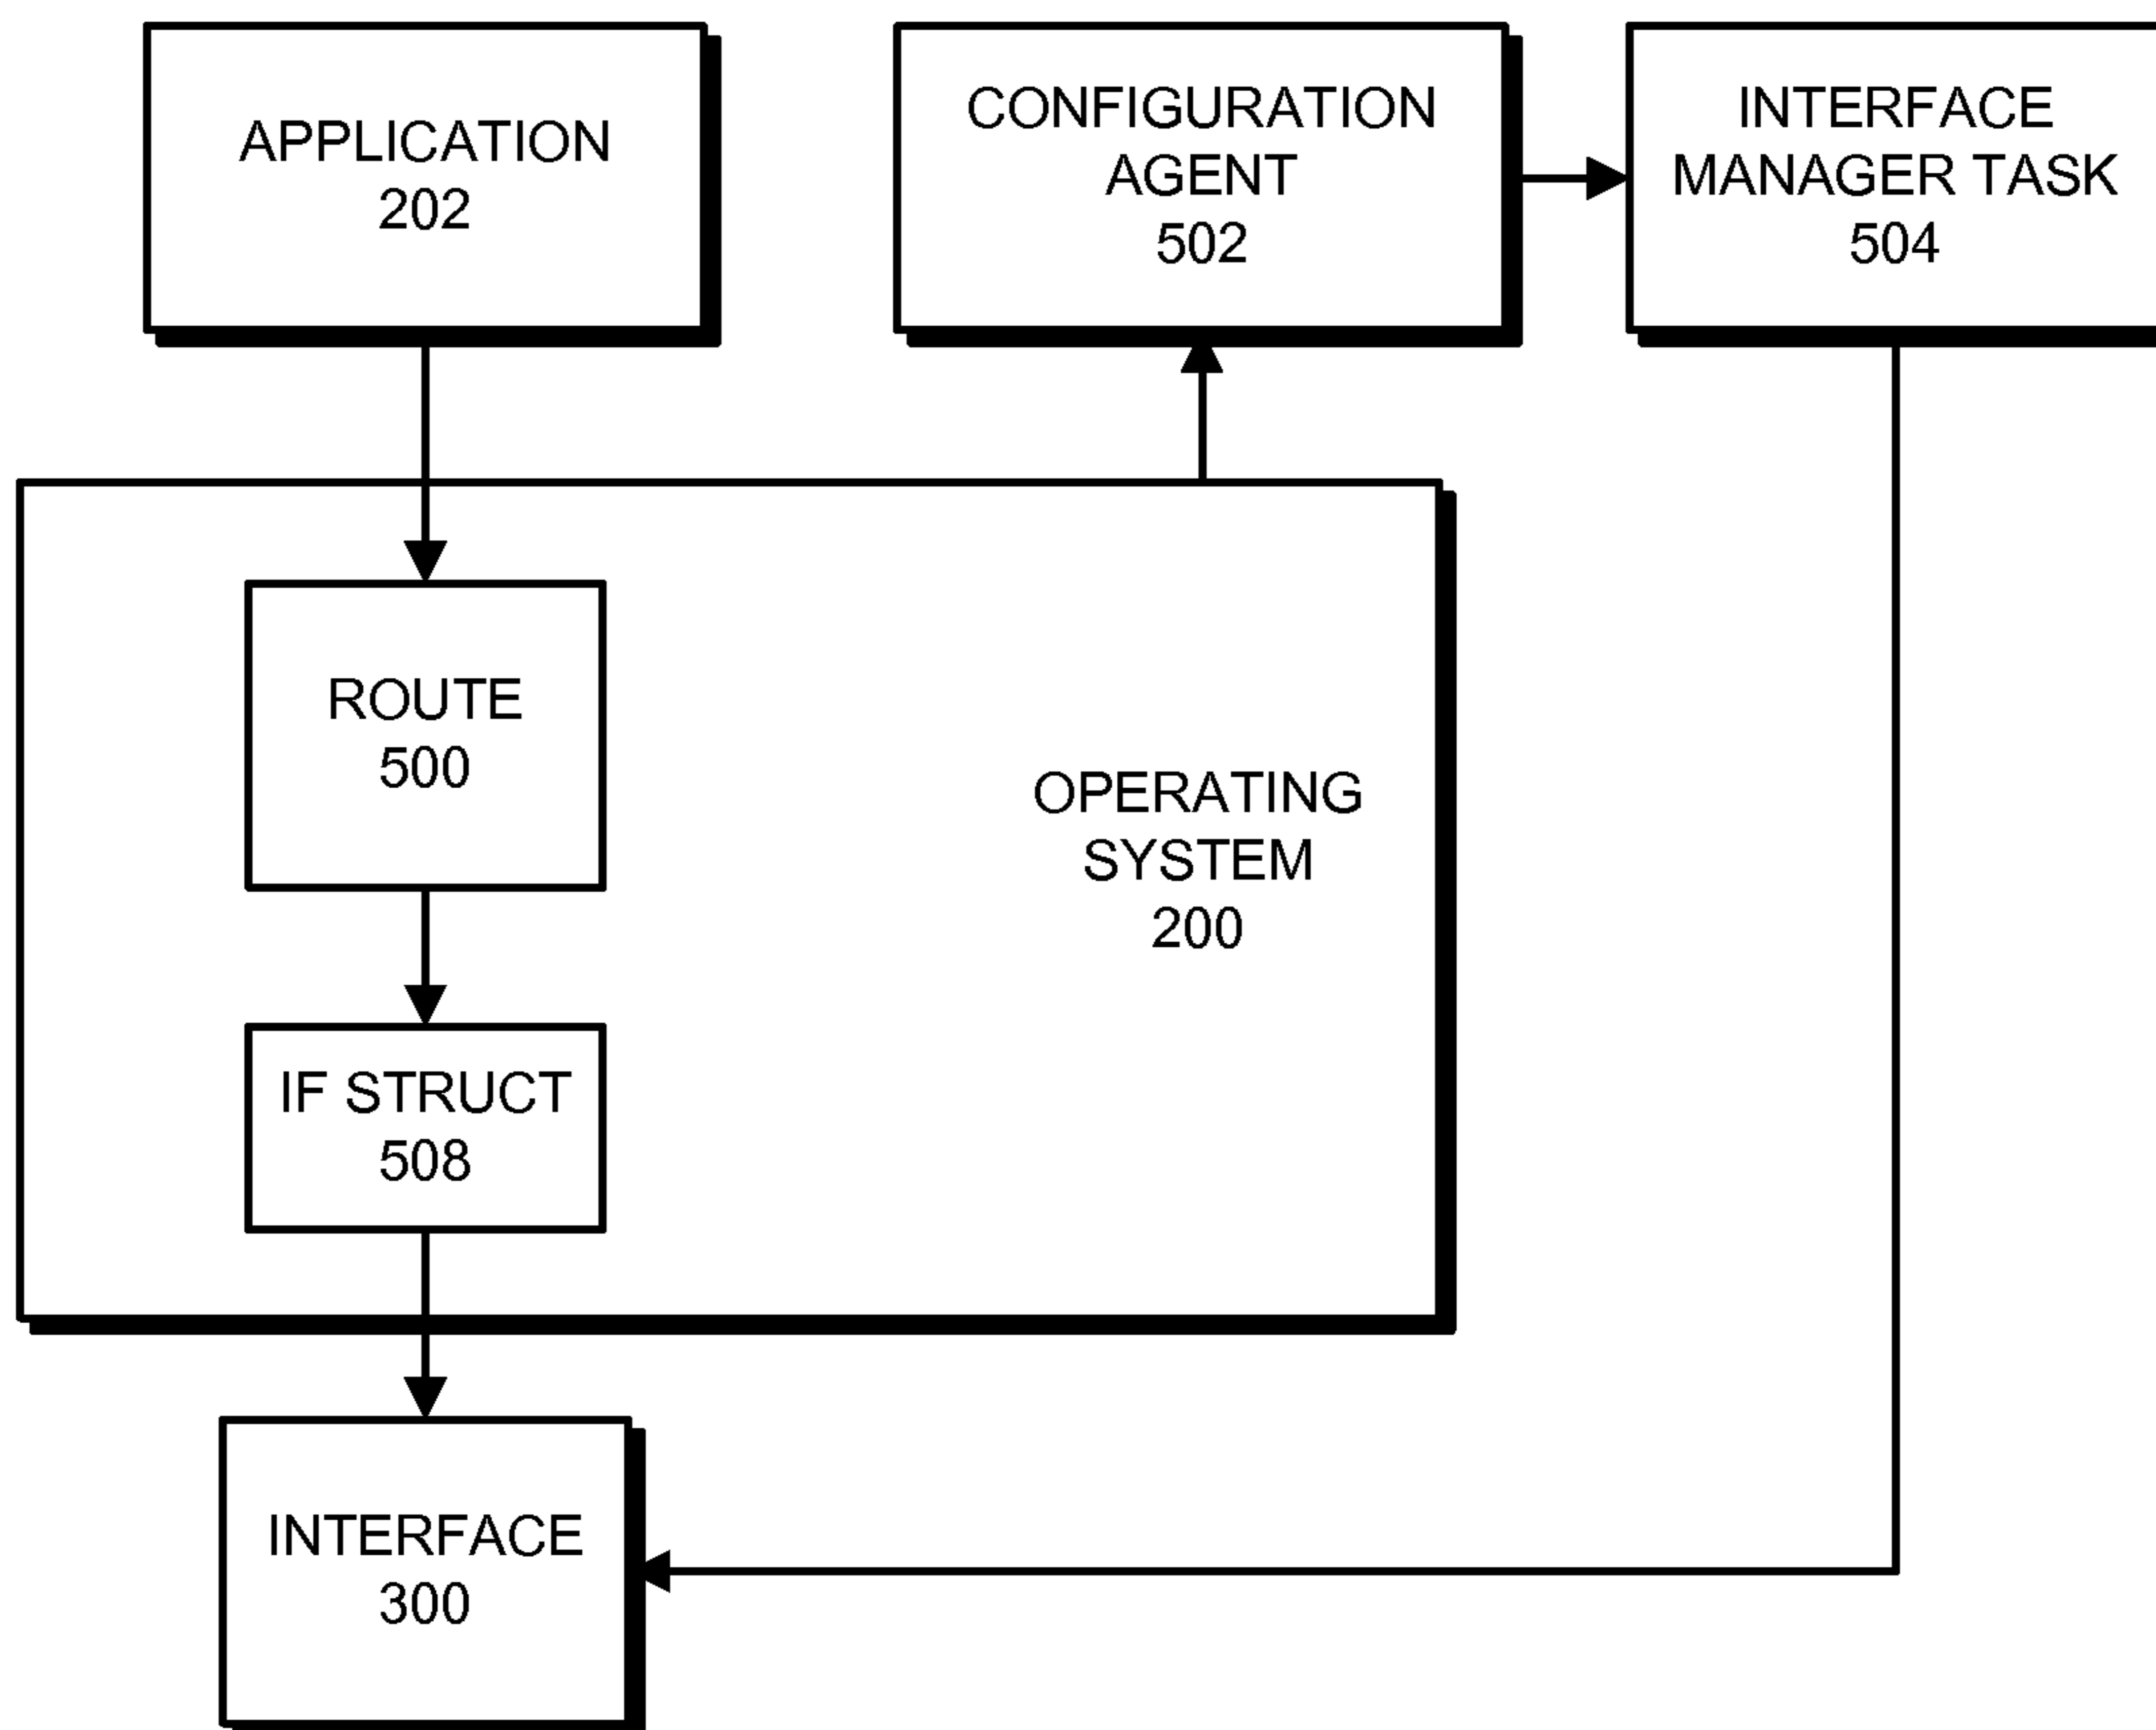 APPLICATION
202
CONFIGURATION
AGENT
502
INTERFACE
MANAGER TASK
504
ROUTE
500
OPERATING
SYSTEM
200
IF STRUCT
508
INTERFACE
300